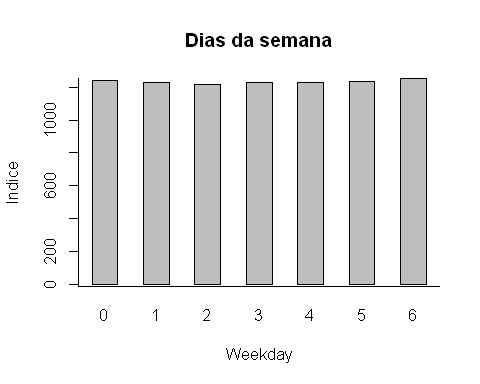 Dias da semana
Indice
1000
600
200
0
0 1 2 3 4 5 6
Weekday